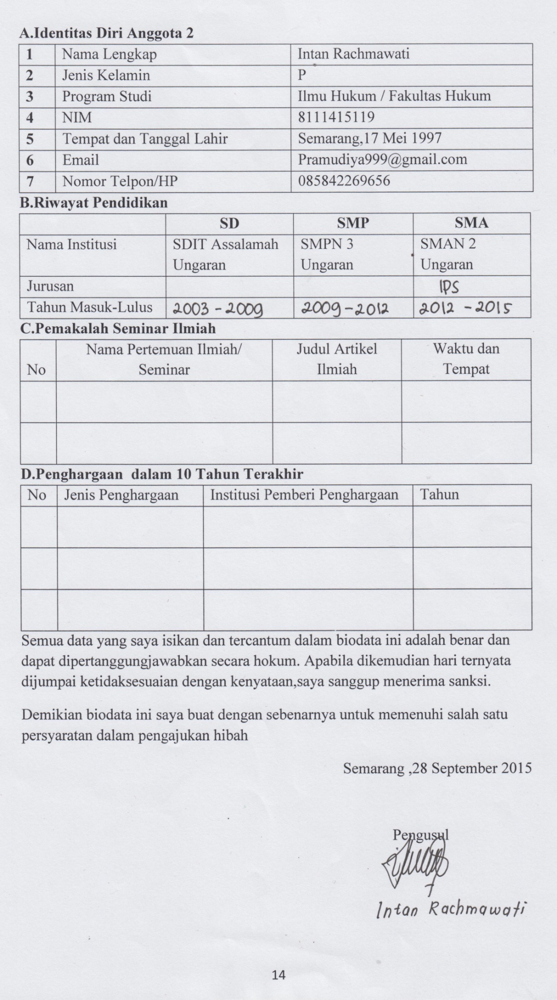 A.Identitas Diri Anggota 2
1 Nama Lengkap Intan Rachmawati
2 Jenis Kelamin P
3 Program Studi Ilmu Hukum / Fakultas Hukum
4 NIM 8111415119
5 Tempat dan Tanggal Lahir Semarang,17 Mei 1997
6 Email Pramudiya999@gmail.com
7 Nomor Telpon/HP 085842269656
B.Riwayat Pendidikan
SD SMP SMA
Nama Institusi SDIT Assalamah SMPN 3 SMAN 2
Ungaran Ungaran Ungaran
Jurusan IPS
Tahun Masuk-Lulus 2003 - 2009 2009 - 2012 2012 - 2015
C.Pemakalah Seminar Ilmiah
Nama Pertemuan Ilmiah/ Judul Artikel Waktu dan
No Seminar Ilmiah Tempat
D.Penghargaan dalam 10 Tahun Terakhir
No Jenis Penghargaan Institusi Pemberi Penghargaan Tahun
Semua data yang saya isikan dan tercantum dalam biodata ini adalah benar dan
dapat dipertanggungjawabkan secara hokum. Apabila dikemudian hari ternyata
dijumpai ketidaksesuaian dengan kenyataan,saya sanggup menerima sanksi.
Demikian biodata ini saya buat dengan sebenarnya untuk memenuhi salah satu
persyaratan dalam pengajukan hibah
Semarang ,28 September 2015
Pengusul
Intan Rachmawati
14